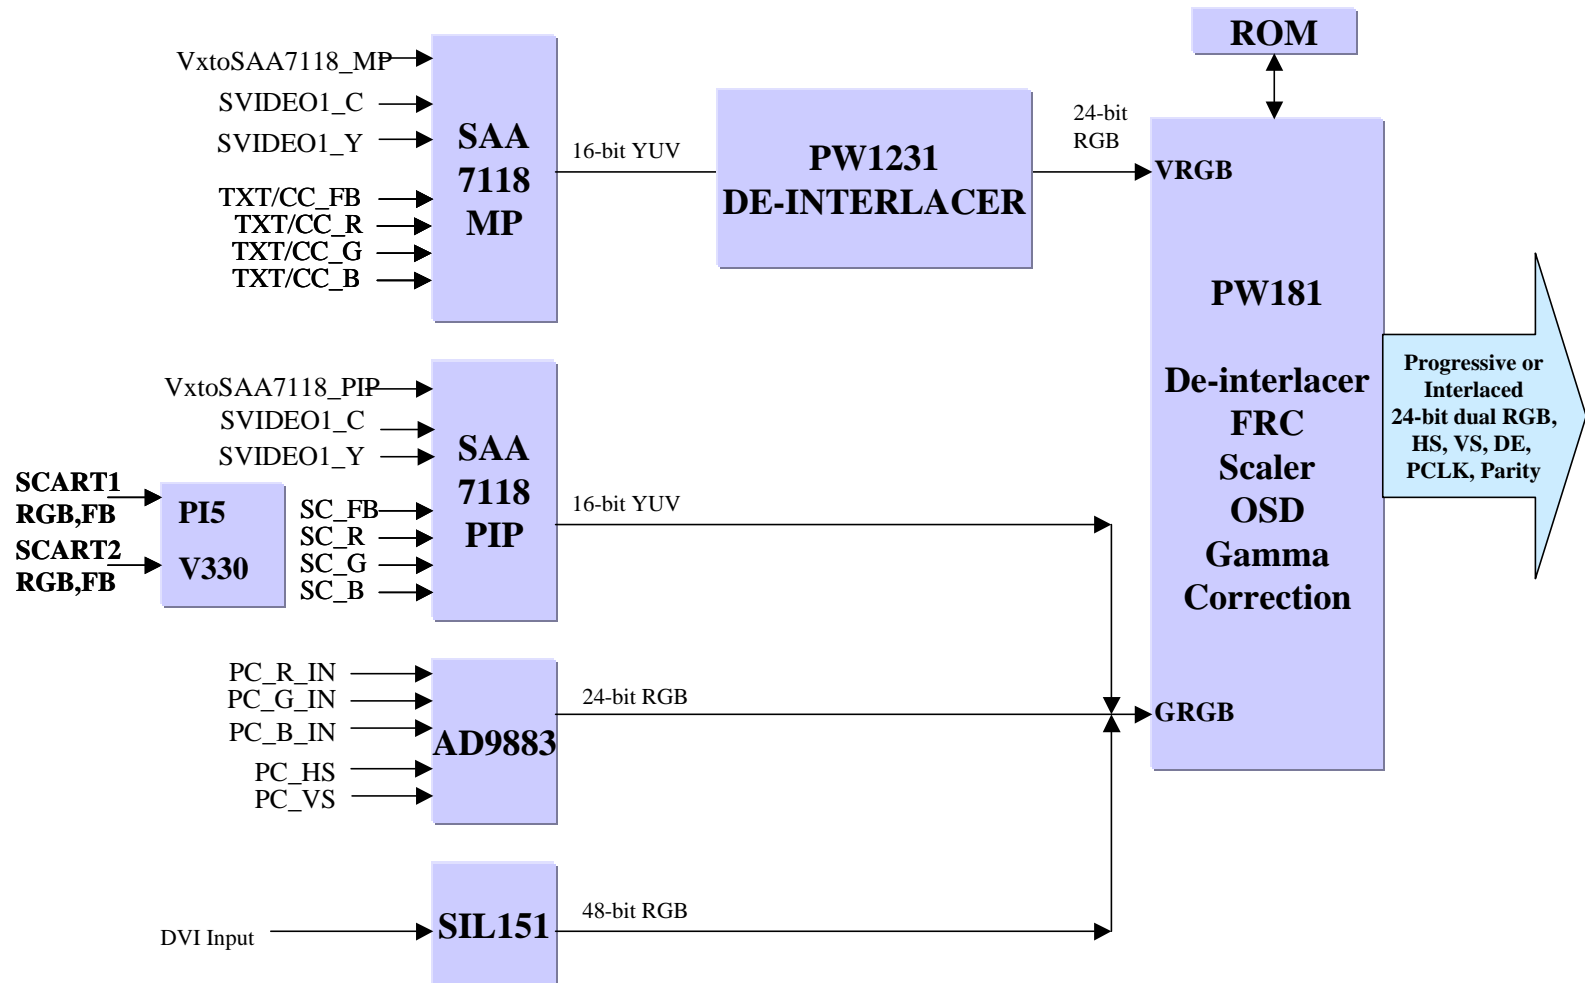 ROM
VxtoSAA7118_MP
SVIDEO1_C
SVIDEO1_Y
TXT/CC_FB
TXT/CC_R
TXT/CC_G
TXT/CC_B
SAA
7118
MP
16-bit YUV
PW1231
DE-INTERLACER
24-bit
RGB
VRGB
PW181
De-interlacer
FRC
Scaler
OSD
Gamma
Correction
GRGB
Progressive or
Interlaced
24-bit dual RGB,
HS, VS, DE,
PCLK, Parity
VxtoSAA7118_PIP
SVIDEO1_C
SVIDEO1_Y
SCART1
RGB,FB
SCART2
RGB,FB
PI5
V330
SC_FB
SC_R
SC_G
SC_B
SAA
7118
PIP
16-bit YUV
PC_R_IN
PC_G_IN
PC_B_IN
PC_HS
PC_VS
AD9883
24-bit RGB
DVI Input
SIL151
48-bit RGB